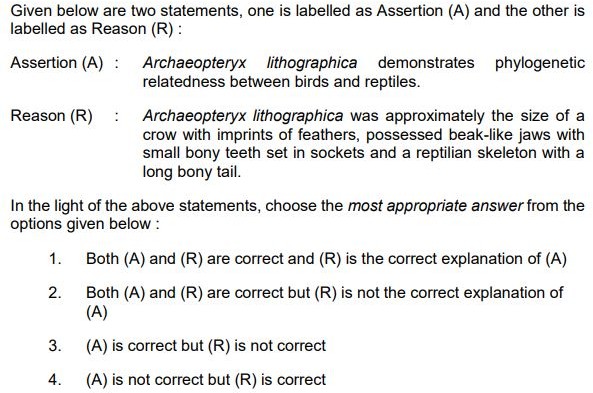 Given below are two statements, one is labelled as Assertion (A) and the other is
labelled as Reason (R) :
Assertion (A) : Archaeopteryx lithographica demonstrates phylogenetic
relatedness between birds and reptiles.
Reason (R) : Archaeopteryx lithographica was approximately the size of a
crow with imprints of feathers, possessed beak-like jaws with
small bony teeth set in sockets and a reptilian skeleton with a
long bony tail.
In the light of the above statements, choose the most appropriate answer from the
options given below :
1. Both (A) and (R) are correct and (R) is the correct explanation of (A)
2. Both (A) and (R) are correct but (R) is not the correct explanation of
(A)
3. (A) is correct but (R) is not correct
4. (A) is not correct but (R) is correct